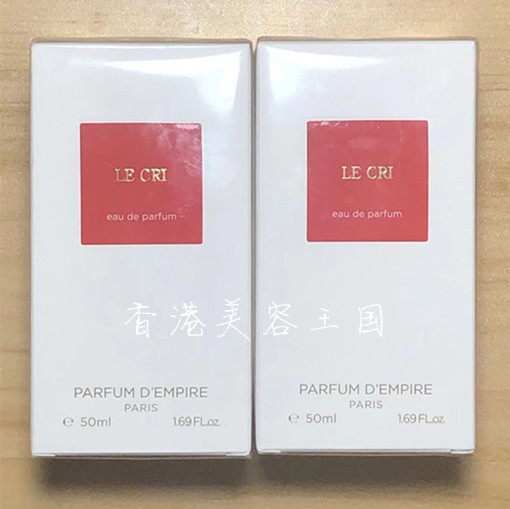 LE CRI
eau de parfum
LE CRI
eau de parfum
香港美容王国
PARFUM D'EMPIRE
PARIS
e 50ml 1.69 FL.oz.
PARFUM D'EMPIRE
PARIS
e 50ml 1.69 FL.oz.